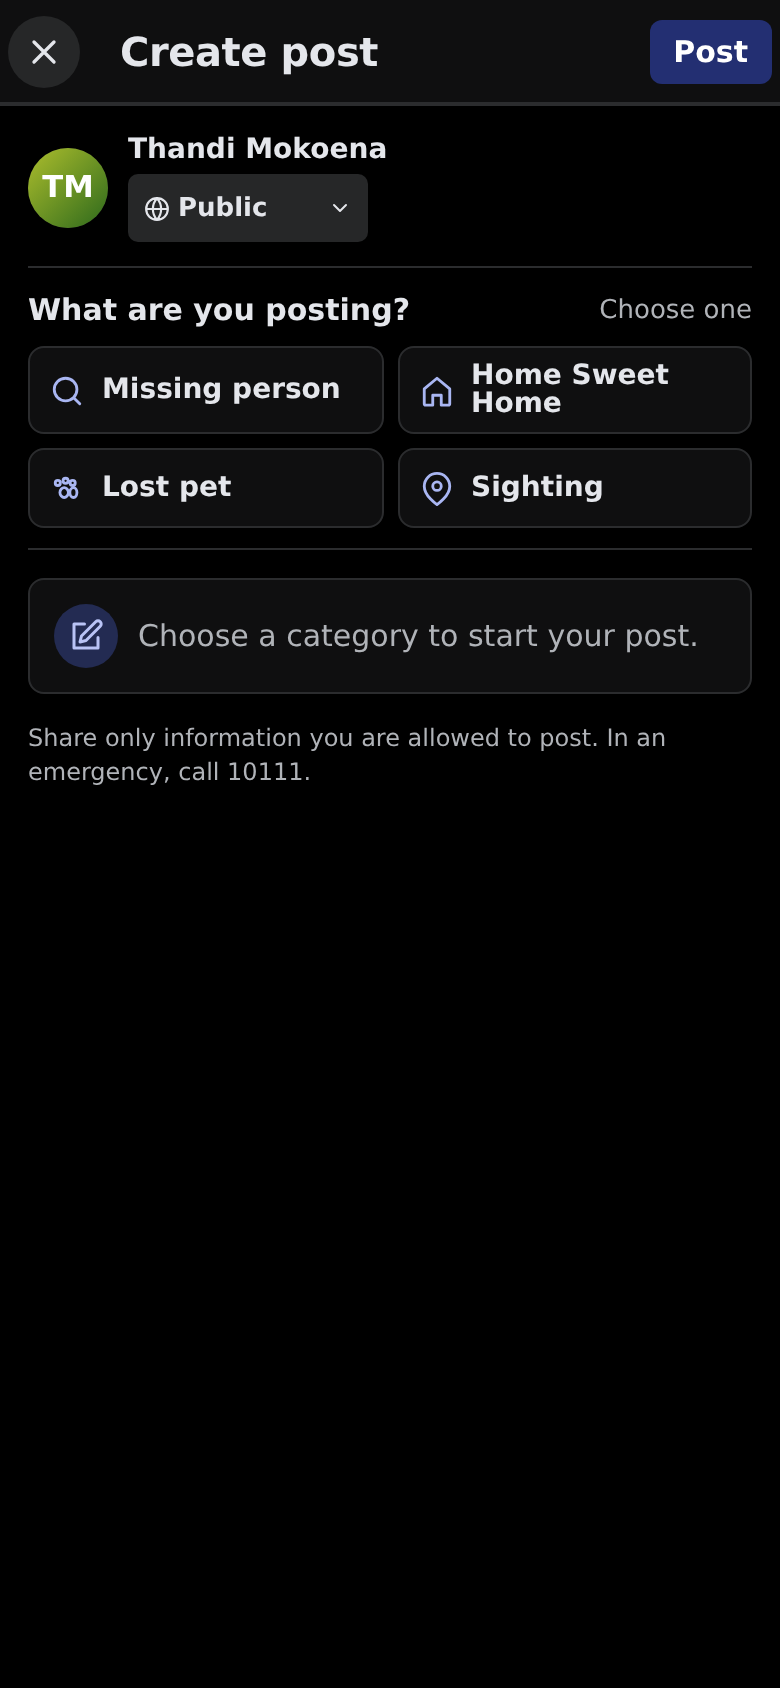 Create post
Post
TM
Thandi Mokoena
Public
What are you posting?
Choose one
Missing person
Home Sweet
Home
Lost pet
Sighting
Choose a category to start your post.
Share only information you are allowed to post. In an
emergency, call 10111.